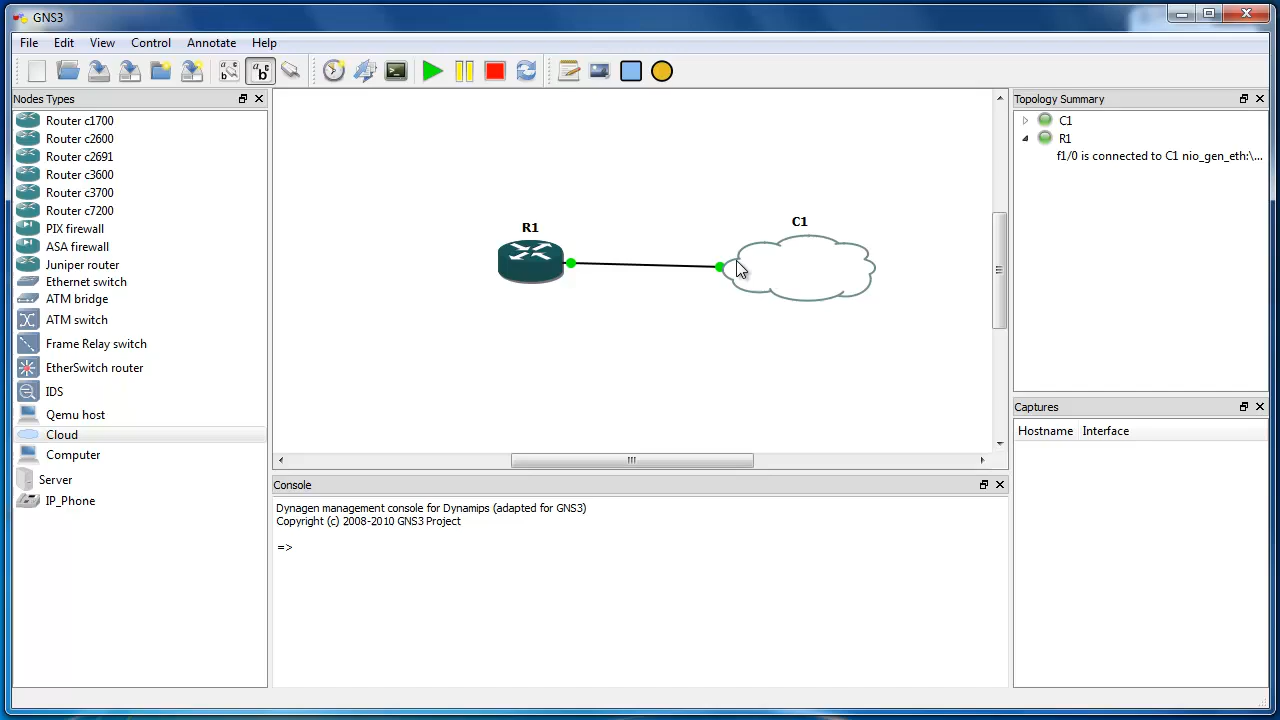 GNS3
File Edit View Control Annotate Help
Nodes Types
Router c1700
Router c2600
Router c2691
Router c3600
Router c3700
Router c7200
PIX firewall
ASA firewall
Juniper router
Ethernet switch
ATM bridge
ATM switch
Frame Relay switch
EtherSwitch router
IDS
Qemu host
Cloud
Computer
Server
IP_Phone
R1
C1
Console
Dynagen management console for Dynamips (adapted for GNS3)
Copyright (c) 2008-2010 GNS3 Project
=>
Topology Summary
C1
R1
f1/0 is connected to C1 nio_gen_eth:\...
Captures
Hostname Interface